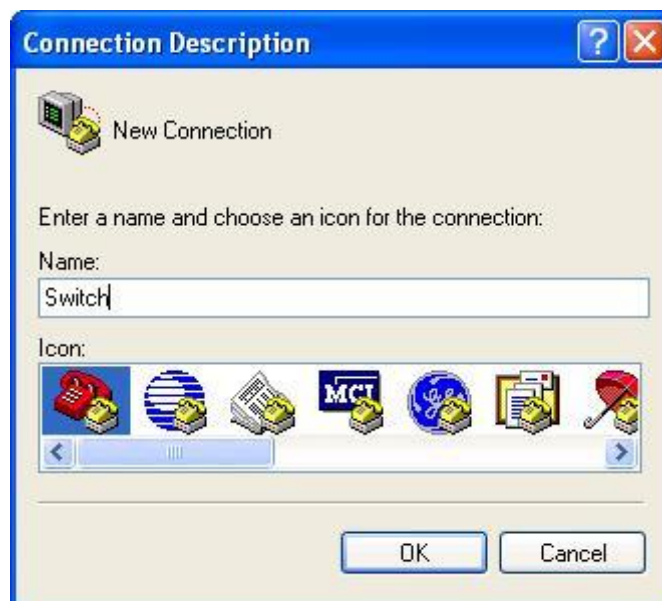 Connection Description
New Connection
Enter a name and choose an icon for the connection:
Name:
Switch
Icon:
MCI
OK Cancel